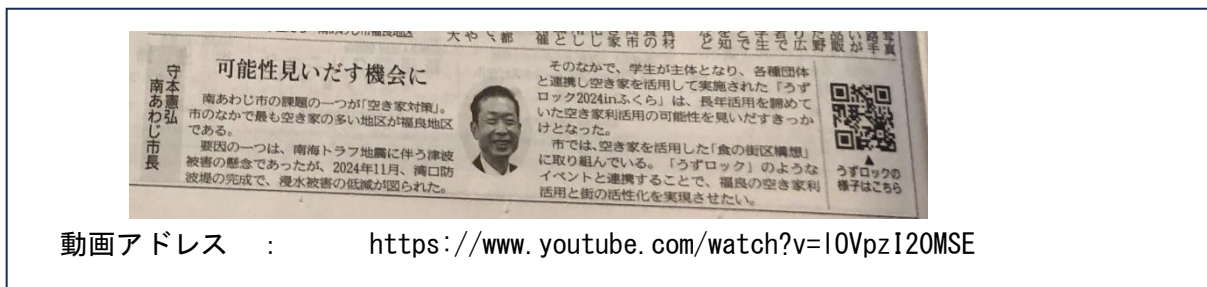 可能性見いだす機会に
守本憲弘
南あわじ市長
南あわじ市の課題の一つが「空き家対策」。
市のなかで最も空き家の多い地区が福良地区
である。
要因の一つは、南海トラフ地震に伴う津波
被害の懸念であったが、2024年11月、湾口防
波堤の完成で、浸水被害の低減が図られた。
そのなかで、学生が主体となり、各種団体
と連携し空き家を活用して実施された「うず
ロック2024inふくら」は、長年活用を諦めて
いた空き家利活用の可能性を見いだすきっか
けとなった。
市では、空き家を活用した「食の街区構想」
に取り組んでいる。「うずロック」のような
イベントと連携することで、福良の空き家利
活用と街の活性化を実現させたい。
▲
うずロックの
様子はこちら
動画アドレス : https://www.youtube.com/watch?v=lOVpzI20MSE